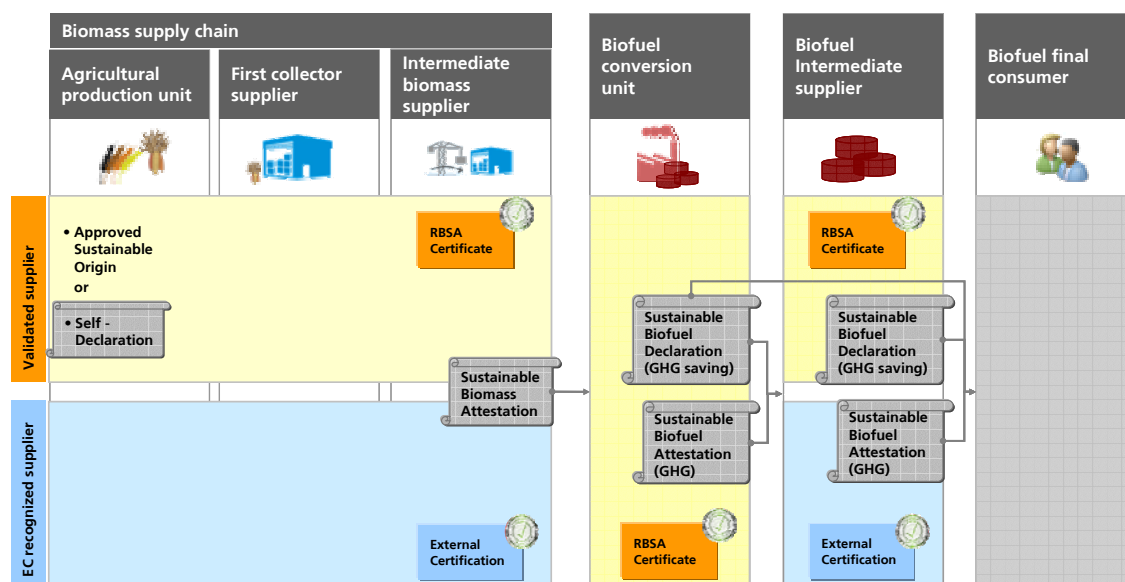 Biomass supply chain
Agricultural
production unit
First collector
supplier
Intermediate
biomass
supplier
Biofuel
conversion
unit
Biofuel
Intermediate
supplier
Biofuel final
consumer
Validated supplier
• Approved
Sustainable
Origin
or
• Self -
Declaration
RBSA
Certificate
RBSA
Certificate
Sustainable
Biofuel
Declaration
(GHG saving)
Sustainable
Biofuel
Declaration
(GHG saving)
Sustainable
Biomass
Attestation
Sustainable
Biofuel
Attestation
(GHG)
Sustainable
Biofuel
Attestation
(GHG)
EC recognized supplier
External
Certification
RBSA
Certificate
External
Certification